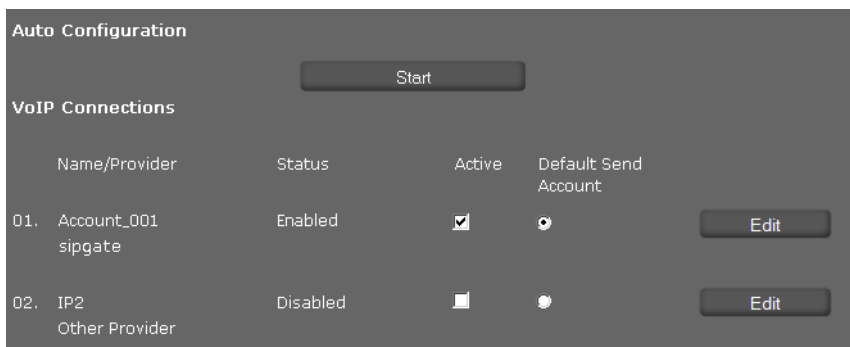 Auto Configuration
Start
VoIP Connections
Name/Provider Status Active Default Send Account
01. Account_001 Enabled Edit
sipgate
02. IP2 Disabled Edit
Other Provider